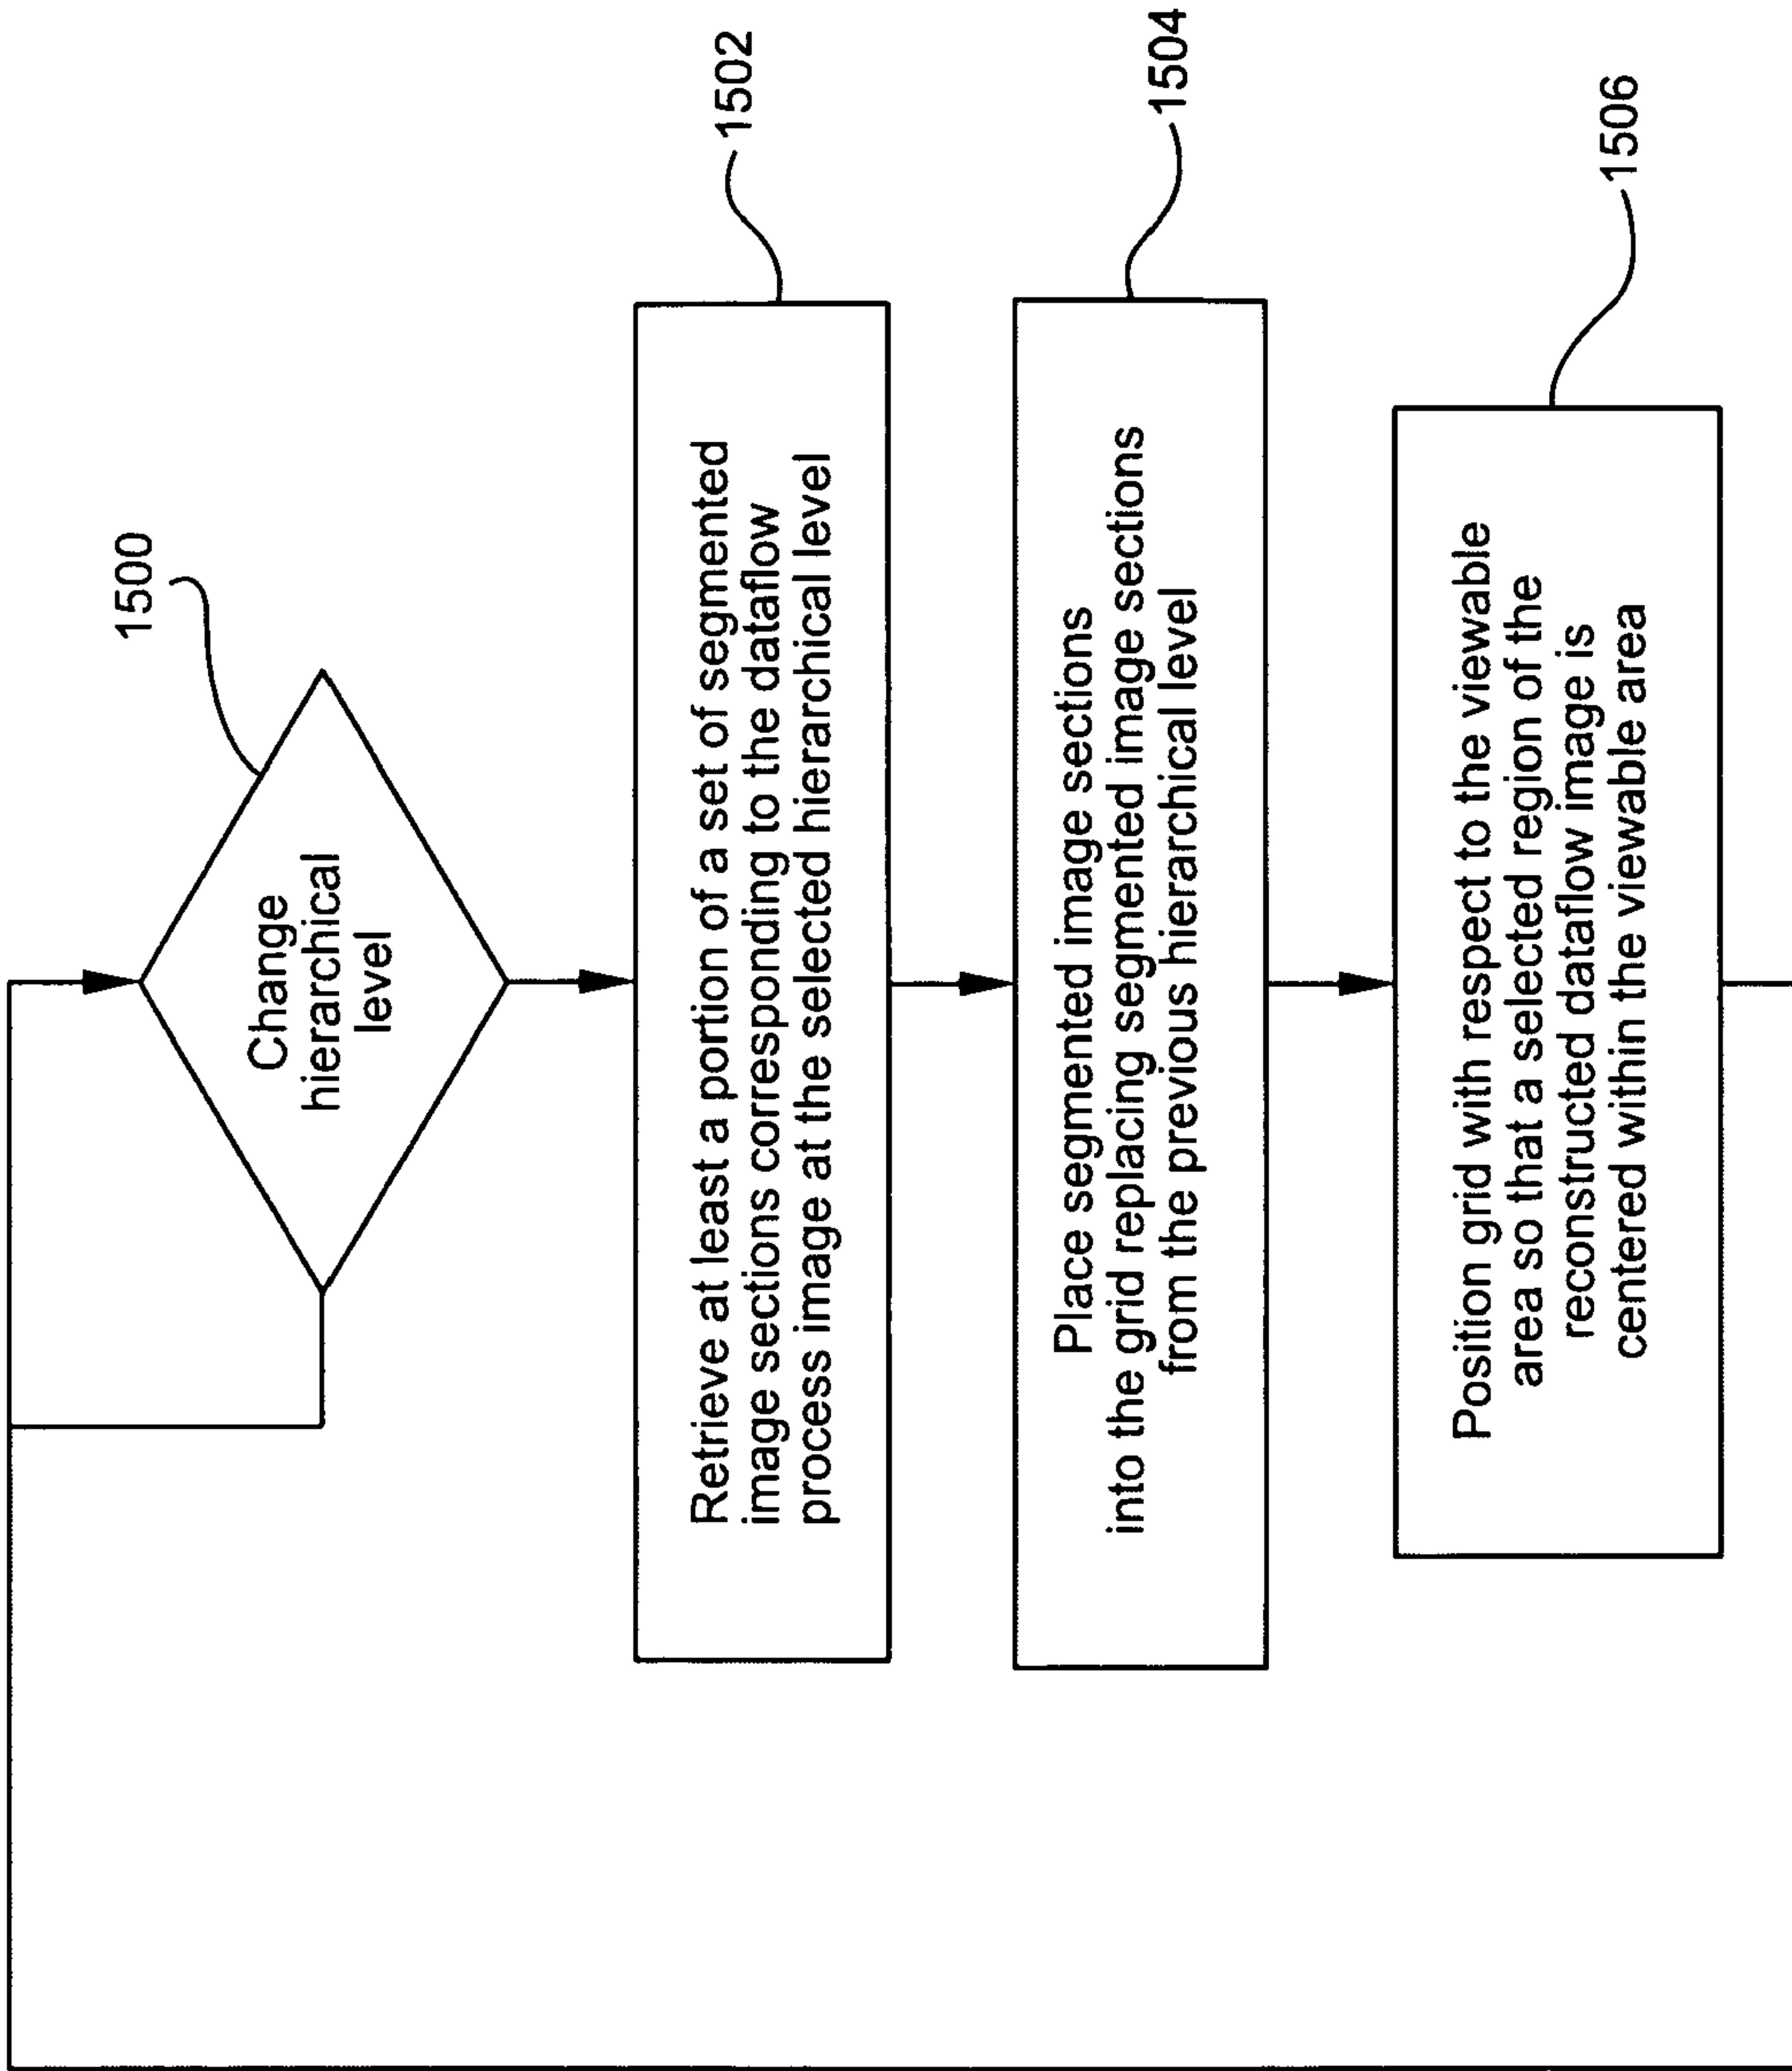 1500
Change
hierarchical
level
1502
Retrieve at least a portion of a set of segmented
image sections corresponding to the dataflow
process image at the selected hierarchical level
1504
Place segmented image sections
into the grid replacing segmented image sections
from the previous hierarchical level
1506
Position grid with respect to the viewable
area so that a selected region of the
reconstructed dataflow image is
centered within the viewable area